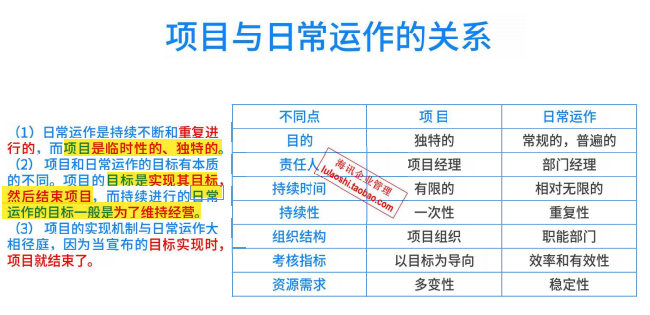 项目与日常运作的关系
（1）日常运作是持续不断和重复进
行的，而项目是临时性的、独特的。
（2） 项目和日常运作的目标有本质
的不同。项目的目标是实现其目标，
然后结束项目，而持续进行的日常
运作的目标一般是为了维持经营。
（3） 项目的实现机制与日常运作大
相径庭，因为当宣布的目标实现时，
项目就结束了。
不同点 项 目 日常运作
目的 独特的 常规的，普遍的
责任人 项目经理 部门经理
持续时间 有限的 相对无限的
持续性 一次性 重复性
组织结构 项目组织 职能部门
考核指标 以目标为导向 效率和有效性
资源需求 多变性 稳定性
海讯企业管理
lulaoshi.taobao.com